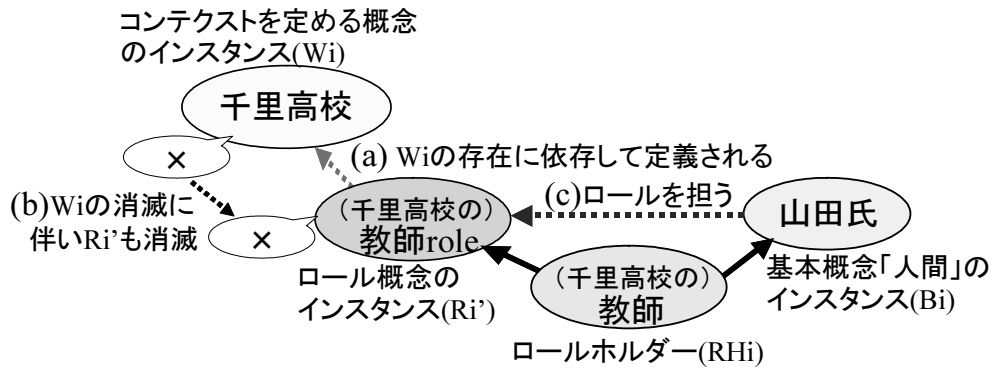 コンテクストを定める概念
のインスタンス(Wi)
千里高校
×
(a) Wiの存在に依存して定義される
(b)Wiの消滅に
伴いRi’も消滅
×
(千里高校の)
教師role
(c)ロールを担う
山田氏
ロール概念の
インスタンス(Ri’)
(千里高校の)
教師
基本概念「人間」の
インスタンス(Bi)
ロールホルダー(RHi)